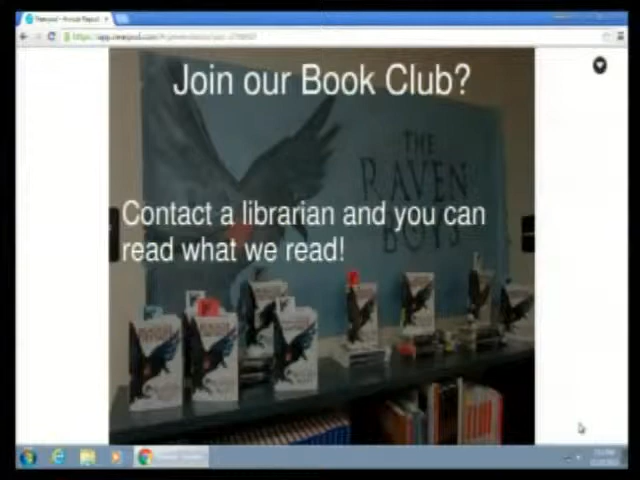 Join our Book Club?
THE
RAVEN
BOYS
Contact a librarian and you can
read what we read!